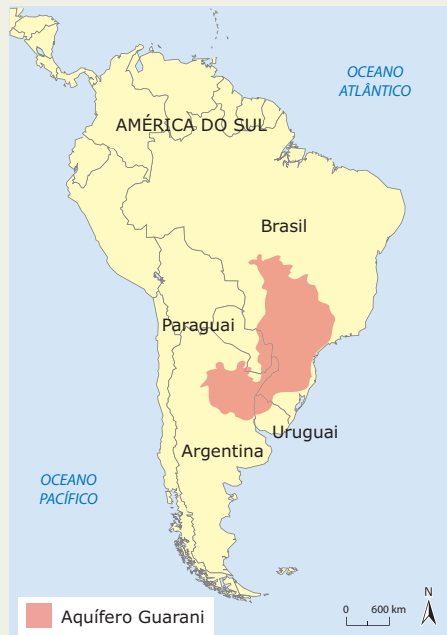 OCEANO
ATLÂNTICO
AMÉRICA DO SUL
Brasil
Paraguai
Uruguai
Argentina
OCEANO
PACÍFICO
Aquífero Guarani
0 600 km
N